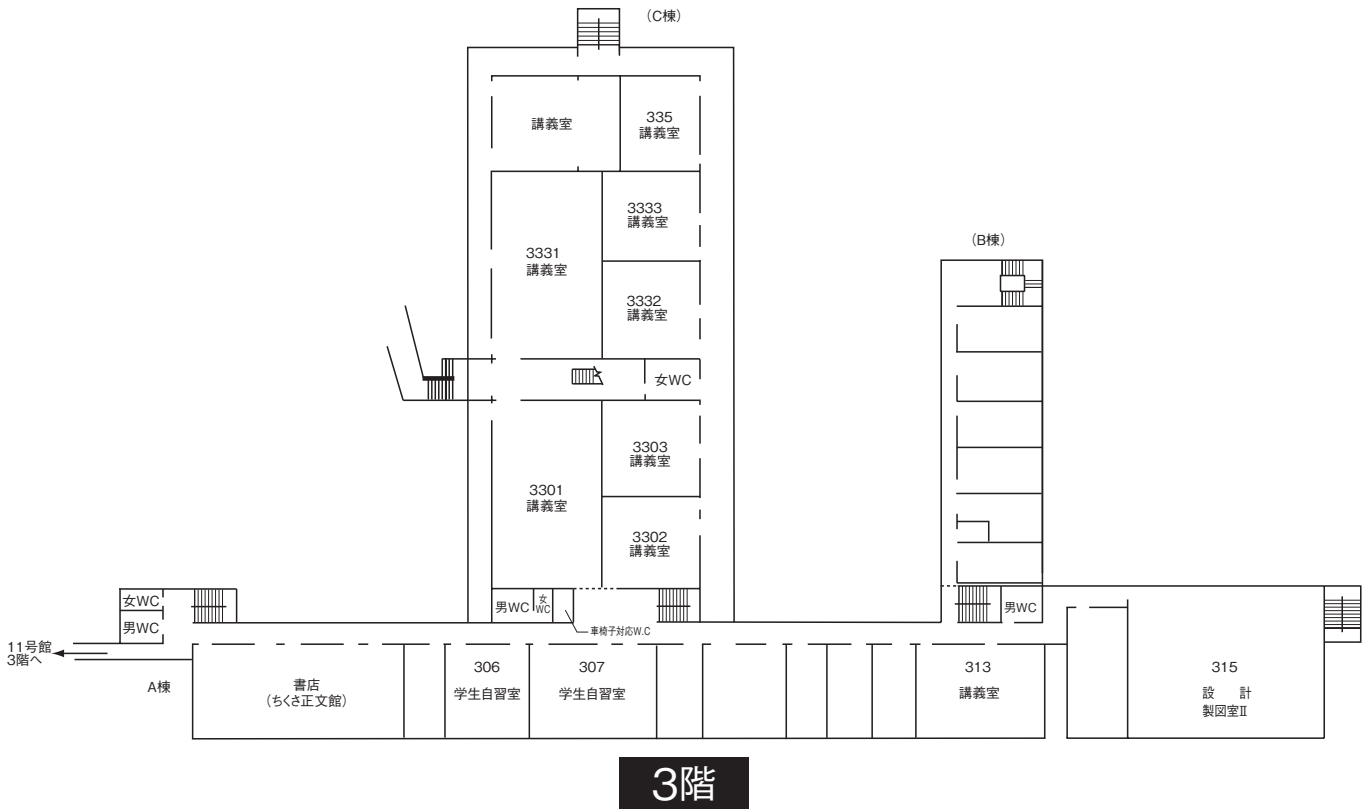 (C棟)
講義室
335
講義室
3333
講義室
3331
講義室
(B棟)
3332
講義室
女WC
3303
講義室
3301
講義室
3302
講義室
女WC
男WC
男WC
女
WC
車椅子対応W.C
男WC
11号館
3階へ
A棟
書店
(ちくさ正文館)
306
学生自習室
307
学生自習室
313
講義室
315
設 計
製図室II
3階